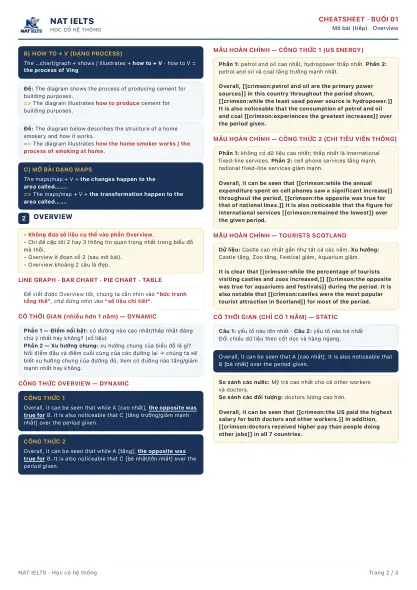 NAT IELTS
HỌC CÓ HỆ THỐNG
CHEATSHEET · BUỔI 01
Mở bài (tiếp) · Overview
B) HOW TO + V (DẠNG PROCESS)
The …chart/graph + shows / illustrates + how to + V · how to V =
the process of Ving
Đề: The diagram shows the process of producing cement for
building purposes.
=> The diagram illustrates how to produce cement for
building purposes.
Đề: The diagram below describes the structure of a home
smokery and how it works.
=> The diagram illustrates how the home smoker works / the
process of smoking at home.
C) MỞ BÀI DẠNG MAPS
The maps/map + V + the changes happen to the
area called…….
=> The maps/map + V + the transformation happen to the
area called…….
2 OVERVIEW
- Không đưa số liệu cụ thể vào phần Overview.
- Chỉ đề cập tới 2 hay 3 thông tin quan trọng nhất trong biểu đồ
mà thôi.
- Overview ở đoạn số 2 (sau mở bài).
- Overview khoảng 2 câu là đẹp.
LINE GRAPH · BAR CHART · PIE CHART · TABLE
Để viết được Overview tốt, chúng ta cần nhìn vào "bức tranh
tổng thể", chứ đừng nhìn vào "số liệu chi tiết".
CÓ THỜI GIAN (nhiều hơn 1 năm) — DYNAMIC
Phần 1 — Điểm nổi bật: có đường nào cao nhất/thấp nhất đáng
chú ý nhất hay không? (số liệu)
Phần 2 — Xu hướng chung: xu hướng chung của biểu đồ là gì?
Nối điểm đầu và điểm cuối cùng của các đường lại → chúng ta sẽ
biết xu hướng chung của đường đó. Xem đường nào tăng/giảm
mạnh nhất hay không.
CÔNG THỨC OVERVIEW — DYNAMIC
CÔNG THỨC 1
Overall, it can be seen that while A [cao nhất], the opposite was
true for B. It is also noticeable that C [tăng trưởng/giảm mạnh
nhất] over the period given.
CÔNG THỨC 2
Overall, it can be seen that while A [tăng], the opposite was
true for B. It is also noticeable that C [bé nhất/lớn nhất] over the
period given.
MẪU HOÀN CHỈNH — CÔNG THỨC 1 (US ENERGY)
Phần 1: petrol and oil cao nhất, hydropower thấp nhất. Phần 2:
petrol and oil và coal tăng trưởng mạnh nhất.
Overall, [[crimson:petrol and oil are the primary power
sources]] in this country throughout the period shown,
[[crimson:while the least used power source is hydropower.]]
It is also noticeable that the consumption of petrol and oil
and coal [[crimson:experiences the greatest increases]] over
the period given.
MẪU HOÀN CHỈNH — CÔNG THỨC 2 (CHI TIÊU VIỄN THÔNG)
Phần 1: không có dữ liệu cao nhất; thấp nhất là international
fixed-line services. Phần 2: cell phone services tăng mạnh,
national fixed-line services giảm mạnh.
Overall, it can be seen that [[crimson:while the annual
expenditure spent on cell phones saw a significant increase]]
throughout the period, [[crimson:the opposite was true for
that of national lines.]] It is also noticeable that the figure for
international services [[crimson:remained the lowest]] over
the given period.
MẪU HOÀN CHỈNH — TOURISTS SCOTLAND
Dữ liệu: Castle cao nhất gần như tất cả các năm. Xu hướng:
Castle tăng, Zoo tăng, Festival giảm, Aquarium giảm.
It is clear that [[crimson:while the percentage of tourists
visiting castles and zoos increased,]] [[crimson:the opposite
was true for aquariums and festivals]] during the period. It is
also notable that [[crimson:castles were the most popular
tourist attraction in Scotland]] for most of the period.
CÓ THỜI GIAN (CHỈ CÓ 1 NĂM) — STATIC
Câu 1: yếu tố nào lớn nhất · Câu 2: yếu tố nào bé nhất
Đối chiếu dữ liệu theo cột dọc và hàng ngang.
Overall, it can be seen that A [cao nhất]. It is also noticeable that
B [bé nhất] over the period given.
So sánh các nước: Mỹ trả cao nhất cho cả other workers
và doctors.
So sánh các đối tượng: doctors lương cao hơn.
Overall, it can be seen that [[crimson:the US paid the highest
salary for both doctors and other workers.]] In addition,
[[crimson:doctors received higher pay than people doing
other jobs]] in all 7 countries.
NAT IELTS · Học có hệ thống
Trang 2 / 3